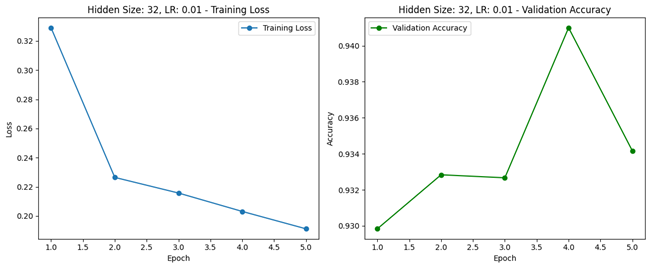 Hidden Size: 32, LR: 0.01 - Training Loss
Training Loss
0.32
0.30
0.28
0.26
0.24
0.22
0.20
Loss
1.0 1.5 2.0 2.5 3.0 3.5 4.0 4.5 5.0
Epoch
Hidden Size: 32, LR: 0.01 - Validation Accuracy
Validation Accuracy
0.940
0.938
0.936
0.934
0.932
0.930
Accuracy
1.0 1.5 2.0 2.5 3.0 3.5 4.0 4.5 5.0
Epoch